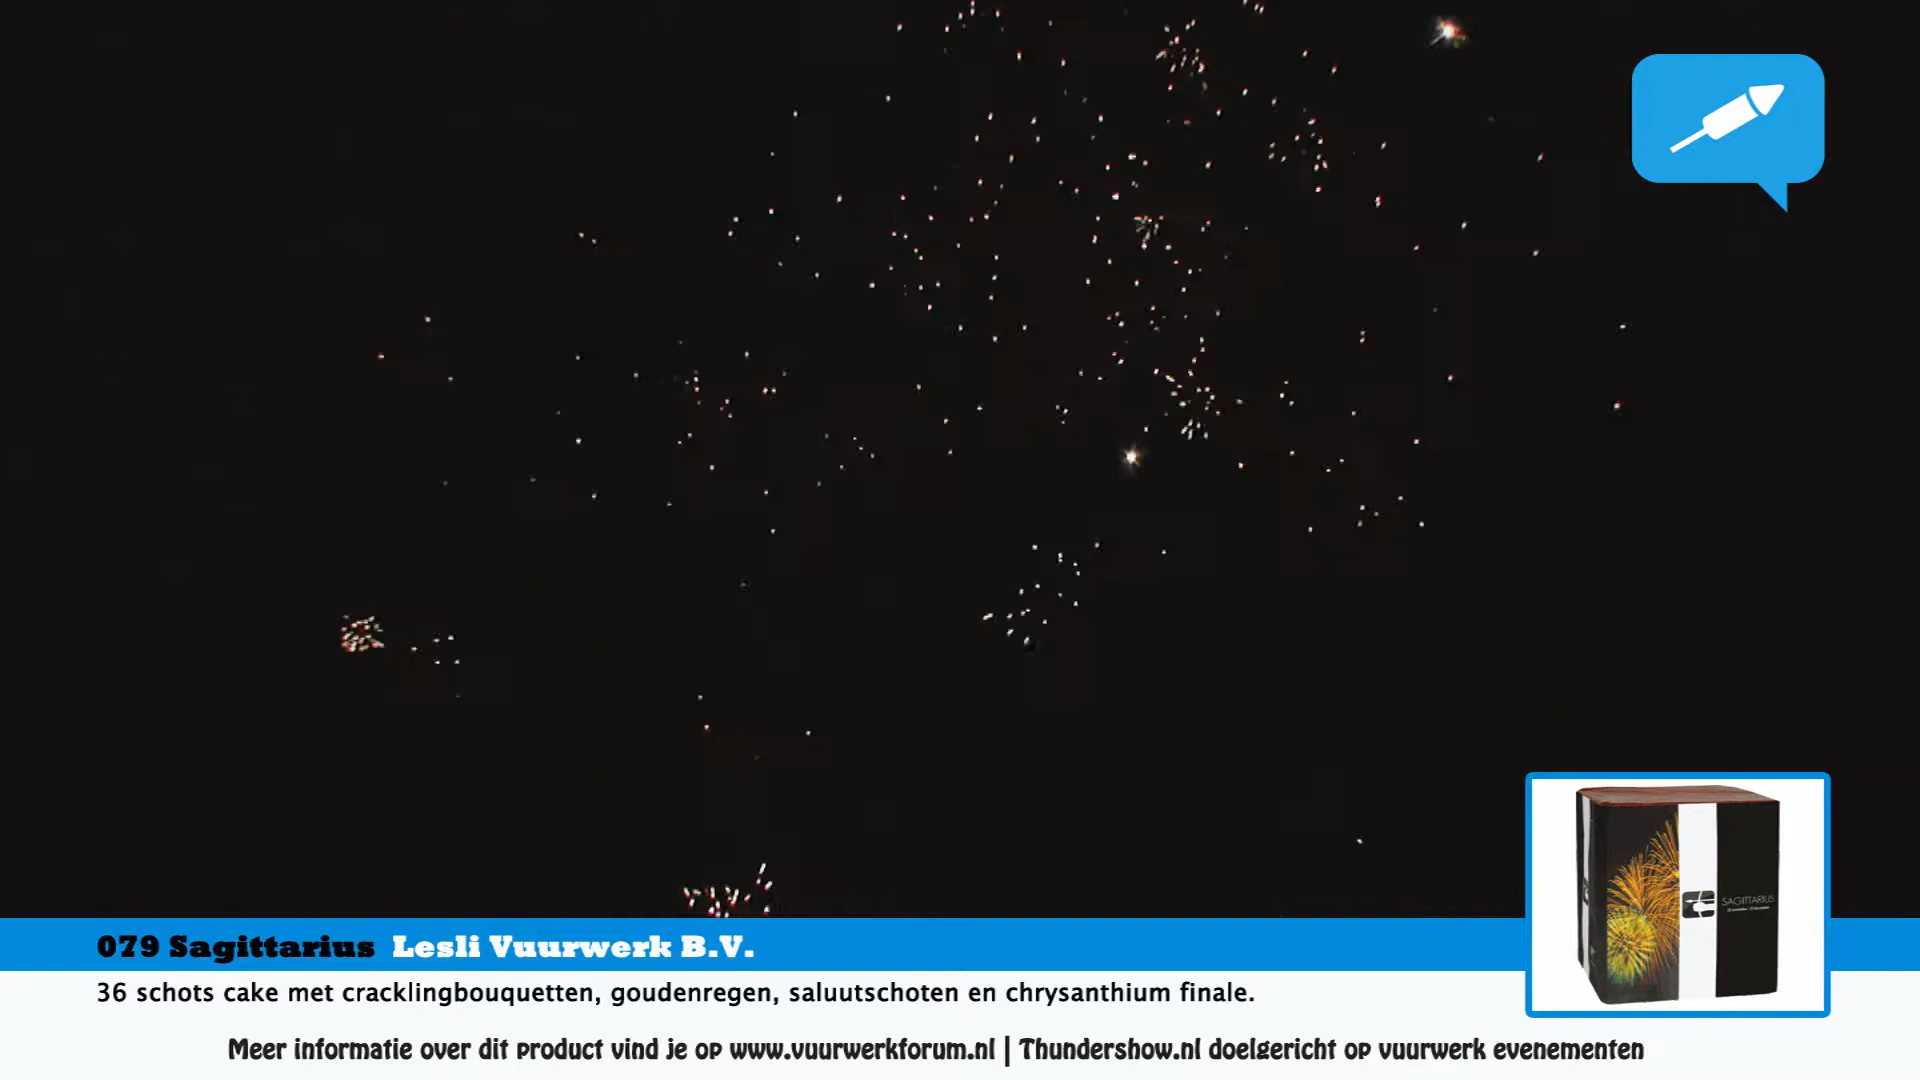 SAGITTARIUS
079 Sagittarius Lesli Vuurwerk B.V.
36 schots cake met cracklingbouquetten, goudenregen, saluutschoten en chrysanthium finale.
Meer informatie over dit product vind je op www.vuurwerkforum.nl | Thundershow.nl doelgericht op vuurwerk evenementen